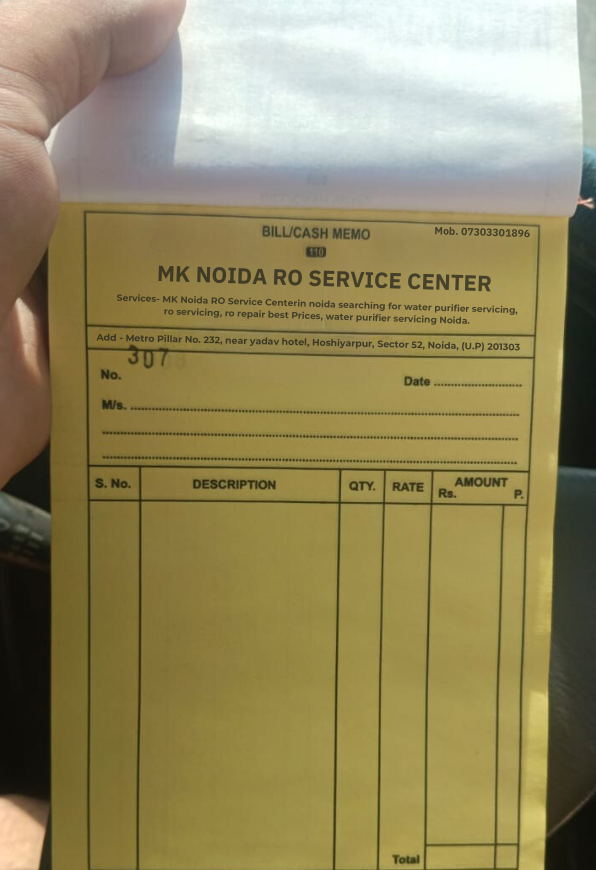 BILL/CASH MEMO
Mob. 07303301896
110
MK NOIDA RO SERVICE CENTER
Services- MK Noida RO Service Centerin noida searching for water purifier servicing,
ro servicing, ro repair best Prices, water purifier servicing Noida.
Add - Metro Pillar No. 232, near yadav hotel, Hoshiyarpur, Sector 52, Noida, (U.P) 201303
307
No.
Date
M/s.
S. No. DESCRIPTION QTY. RATE AMOUNT
Rs. P.
Total